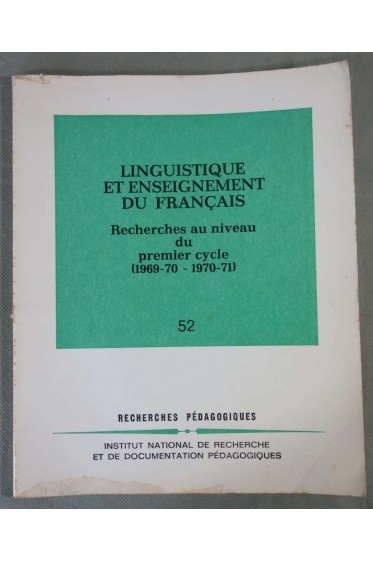 LINGUISTIQUE
ET ENSEIGNEMENT
DU FRANÇAIS
Recherches au niveau
du
premier cycle
(1969-70 - 1970-71)
52
RECHERCHES PÉDAGOGIQUES
INSTITUT NATIONAL DE RECHERCHE
ET DE DOCUMENTATION PÉDAGOGIQUES